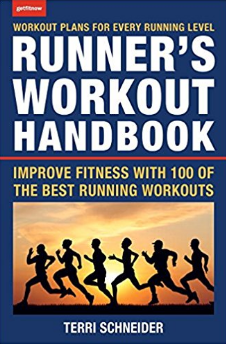 getfitnow
WORKOUT PLANS FOR EVERY RUNNING LEVEL
RUNNER'S
WORKOUT
HANDBOOK
IMPROVE FITNESS WITH 100 OF
THE BEST RUNNING WORKOUTS
TERRI SCHNEIDER